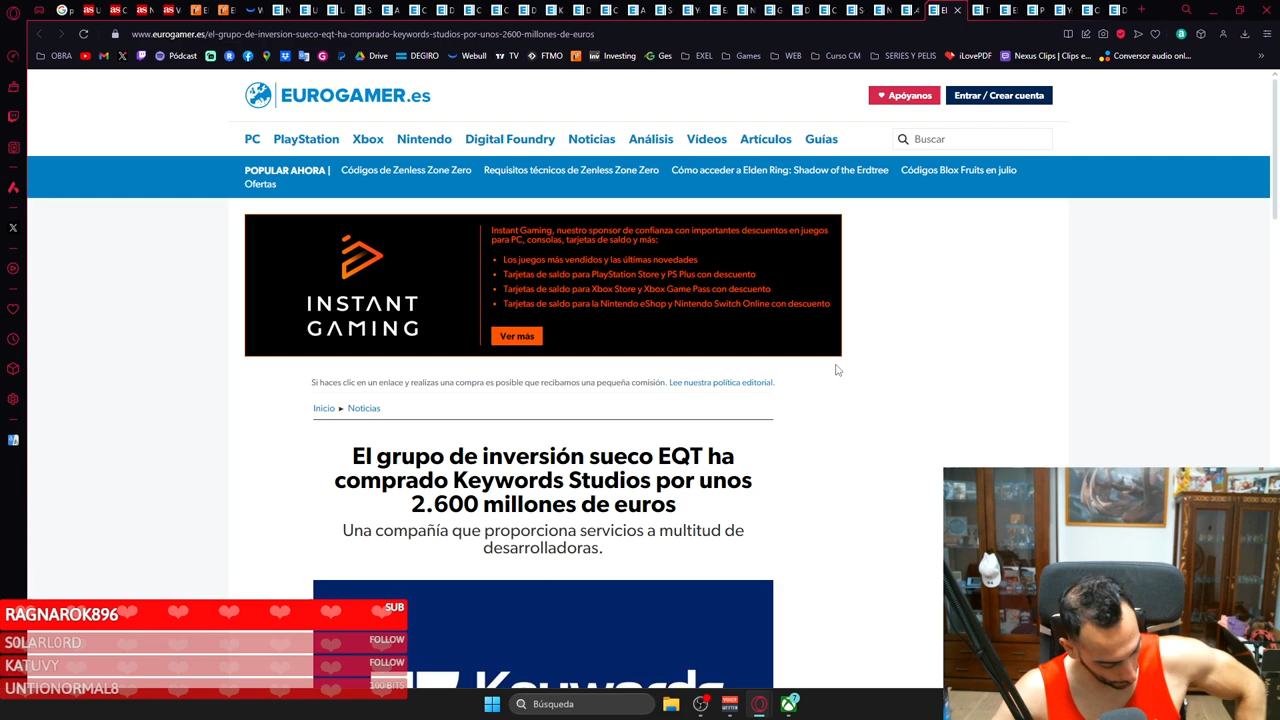 www.eurogamer.es/el-grupo-de-inversion-sueco-eqt-ha-comprado-keywords-studios-por-unos-2600-millones-de-euros
OBRA
Pódcast
Drive
DEGIRO
Webull
TV
FTMO
Investing
Ges
EXEL
Games
WEB
Curso CM
SERIES Y PELIS
iLovePDF
Nexus Clips | Clips e...
Conversor audio onl...
EUROGAMER.es
Apóyanos
Entrar / Crear cuenta
PC PlayStation Xbox Nintendo Digital Foundry Noticias Análisis Vídeos Artículos Guías
Buscar
POPULAR AHORA | Códigos de Zenless Zone Zero Requisitos técnicos de Zenless Zone Zero Cómo acceder a Elden Ring: Shadow of the Erdtree Códigos Blox Fruits en julio
Ofertas
INSTANT
GAMING
Instant Gaming, nuestro sponsor de confianza con importantes descuentos en juegos
para PC, consolas, tarjetas de saldo y más:
• Los juegos más vendidos y las últimas novedades
• Tarjetas de saldo para PlayStation Store y PS Plus con descuento
• Tarjetas de saldo para Xbox Store y Xbox Game Pass con descuento
• Tarjetas de saldo para la Nintendo eShop y Nintendo Switch Online con descuento
Ver más
Si haces clic en un enlace y realizas una compra es posible que recibamos una pequeña comisión. Lee nuestra política editorial.
Inicio ► Noticias
El grupo de inversión sueco EQT ha
comprado Keywords Studios por unos
2.600 millones de euros
Una compañía que proporciona servicios a multitud de
desarrolladoras.
Keywords
RAGNAROK896 SUB
S0LARL0RD FOLLOW
KATUVY FOLLOW
UNTIONORMAL8 100 BITS
Búsqueda